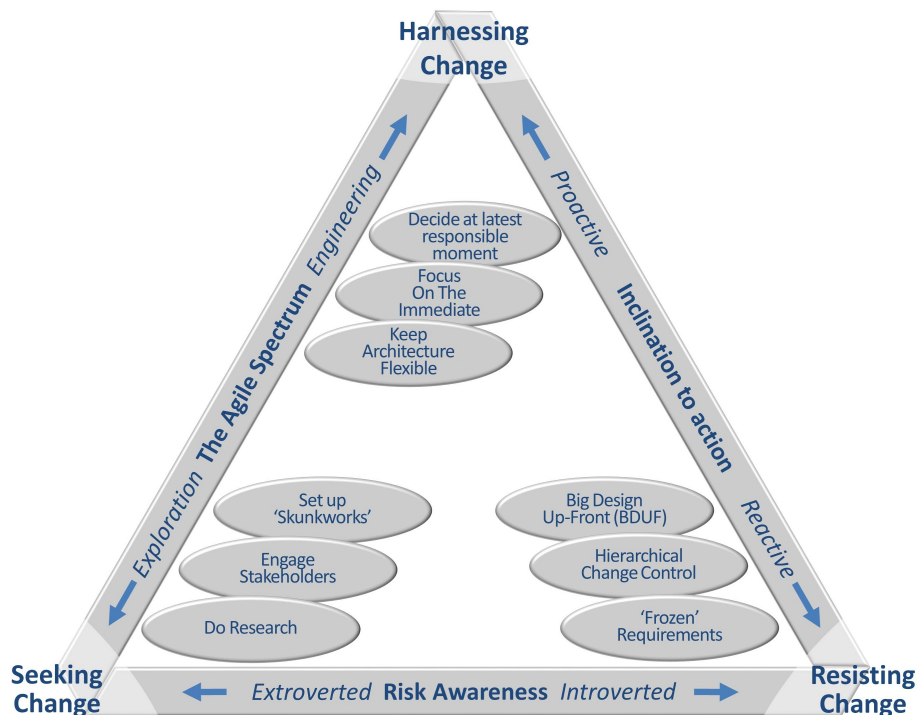 Harnessing
Change
Engineering
The Agile Spectrum
Exploration
Proactive
Inclination to action
Reactive
Decide at latest
responsible
moment
Focus
On The
Immediate
Keep
Architecture
Flexible
Set up
‘Skunkworks’
Engage
Stakeholders
Do Research
Big Design
Up-Front (BDUF)
Hierarchical
Change Control
‘Frozen’
Requirements
Seeking
Change
Extroverted Risk Awareness Introverted
Resisting
Change